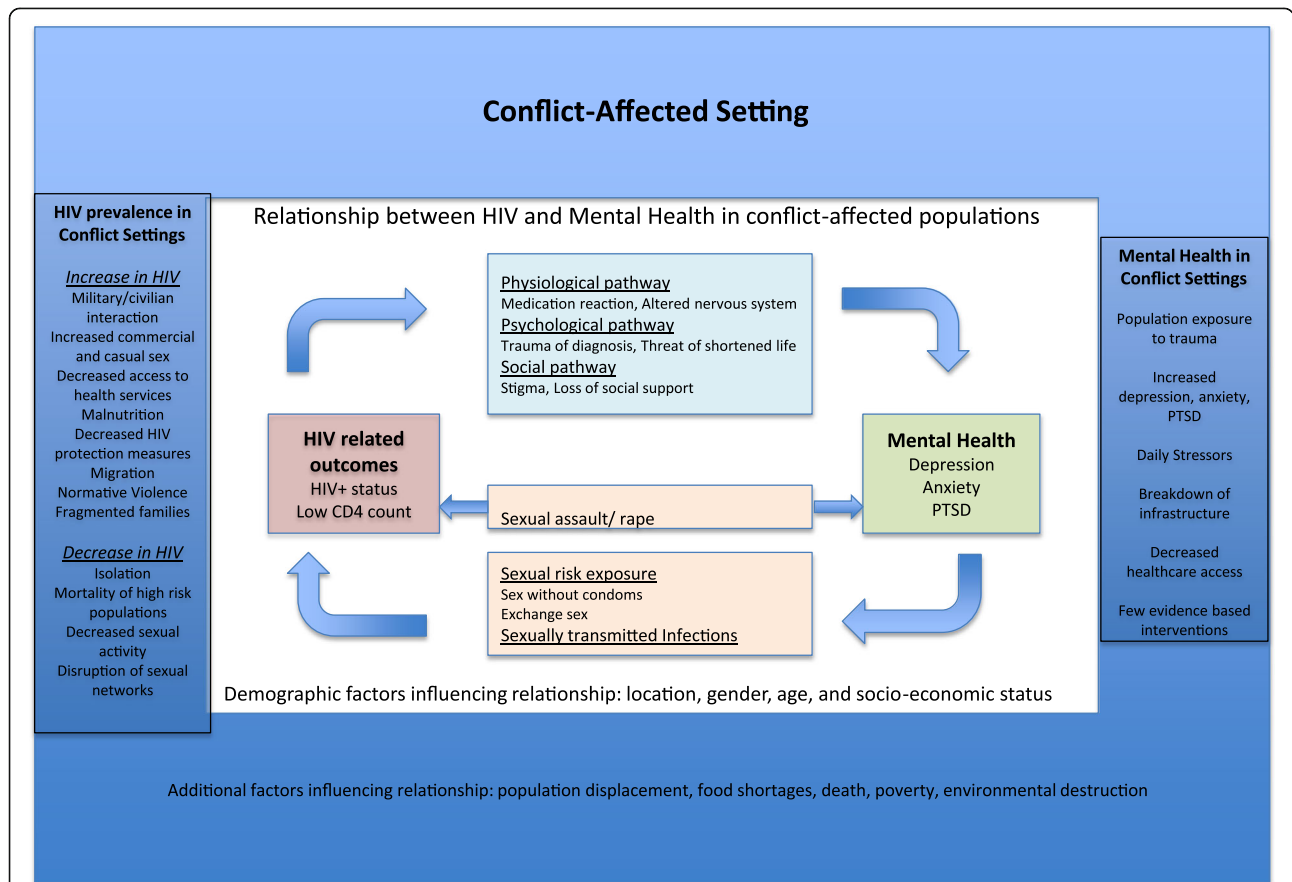 Conflict-Affected Setting
HIV prevalence in
Conflict Settings
Increase in HIV
Military/civilian
interaction
Increased commercial
and casual sex
Decreased access to
health services
Malnutrition
Decreased HIV
protection measures
Migration
Normative Violence
Fragmented families
Decrease in HIV
Isolation
Mortality of high risk
populations
Decreased sexual
activity
Disruption of sexual
networks
Relationship between HIV and Mental Health in conflict-affected populations
Physiological pathway
Medication reaction, Altered nervous system
Psychological pathway
Trauma of diagnosis, Threat of shortened life
Social pathway
Stigma, Loss of social support
HIV related
outcomes
HIV+ status
Low CD4 count
Sexual assault/ rape
Mental Health
Depression
Anxiety
PTSD
Sexual risk exposure
Sex without condoms
Exchange sex
Sexually transmitted Infections
Demographic factors influencing relationship: location, gender, age, and socio-economic status
Mental Health in
Conflict Settings
Population exposure
to trauma
Increased
depression, anxiety,
PTSD
Daily Stressors
Breakdown of
infrastructure
Decreased
healthcare access
Few evidence based
interventions
Additional factors influencing relationship: population displacement, food shortages, death, poverty, environmental destruction